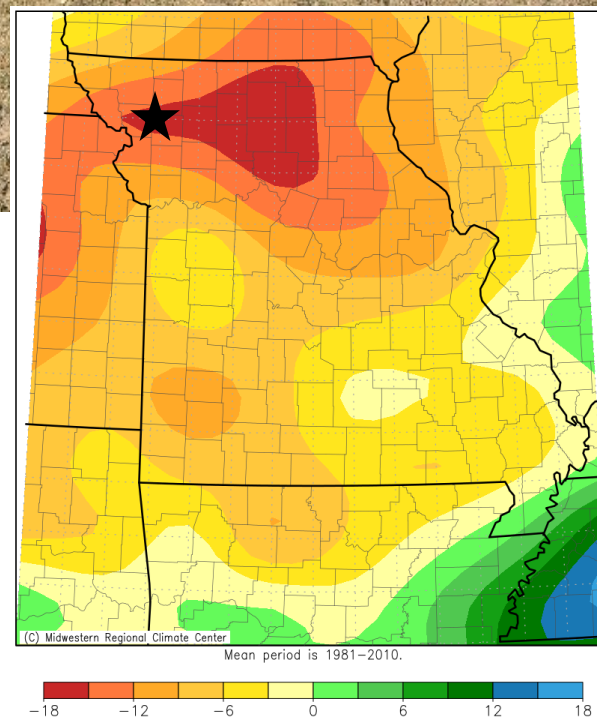 (C) Midwestern Regional Climate Center
Mean period is 1981-2010.
-18 -12 -6 0 6 12 18